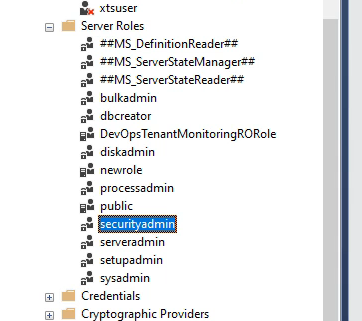 xtsuser
Server Roles
##MS_DefinitionReader##
##MS_ServerStateManager##
##MS_ServerStateReader##
bulkadmin
dbcreator
DevOpsTenantMonitoringRORole
diskadmin
newrole
processadmin
public
securityadmin
serveradmin
setupadmin
sysadmin
Credentials
Cryptographic Providers